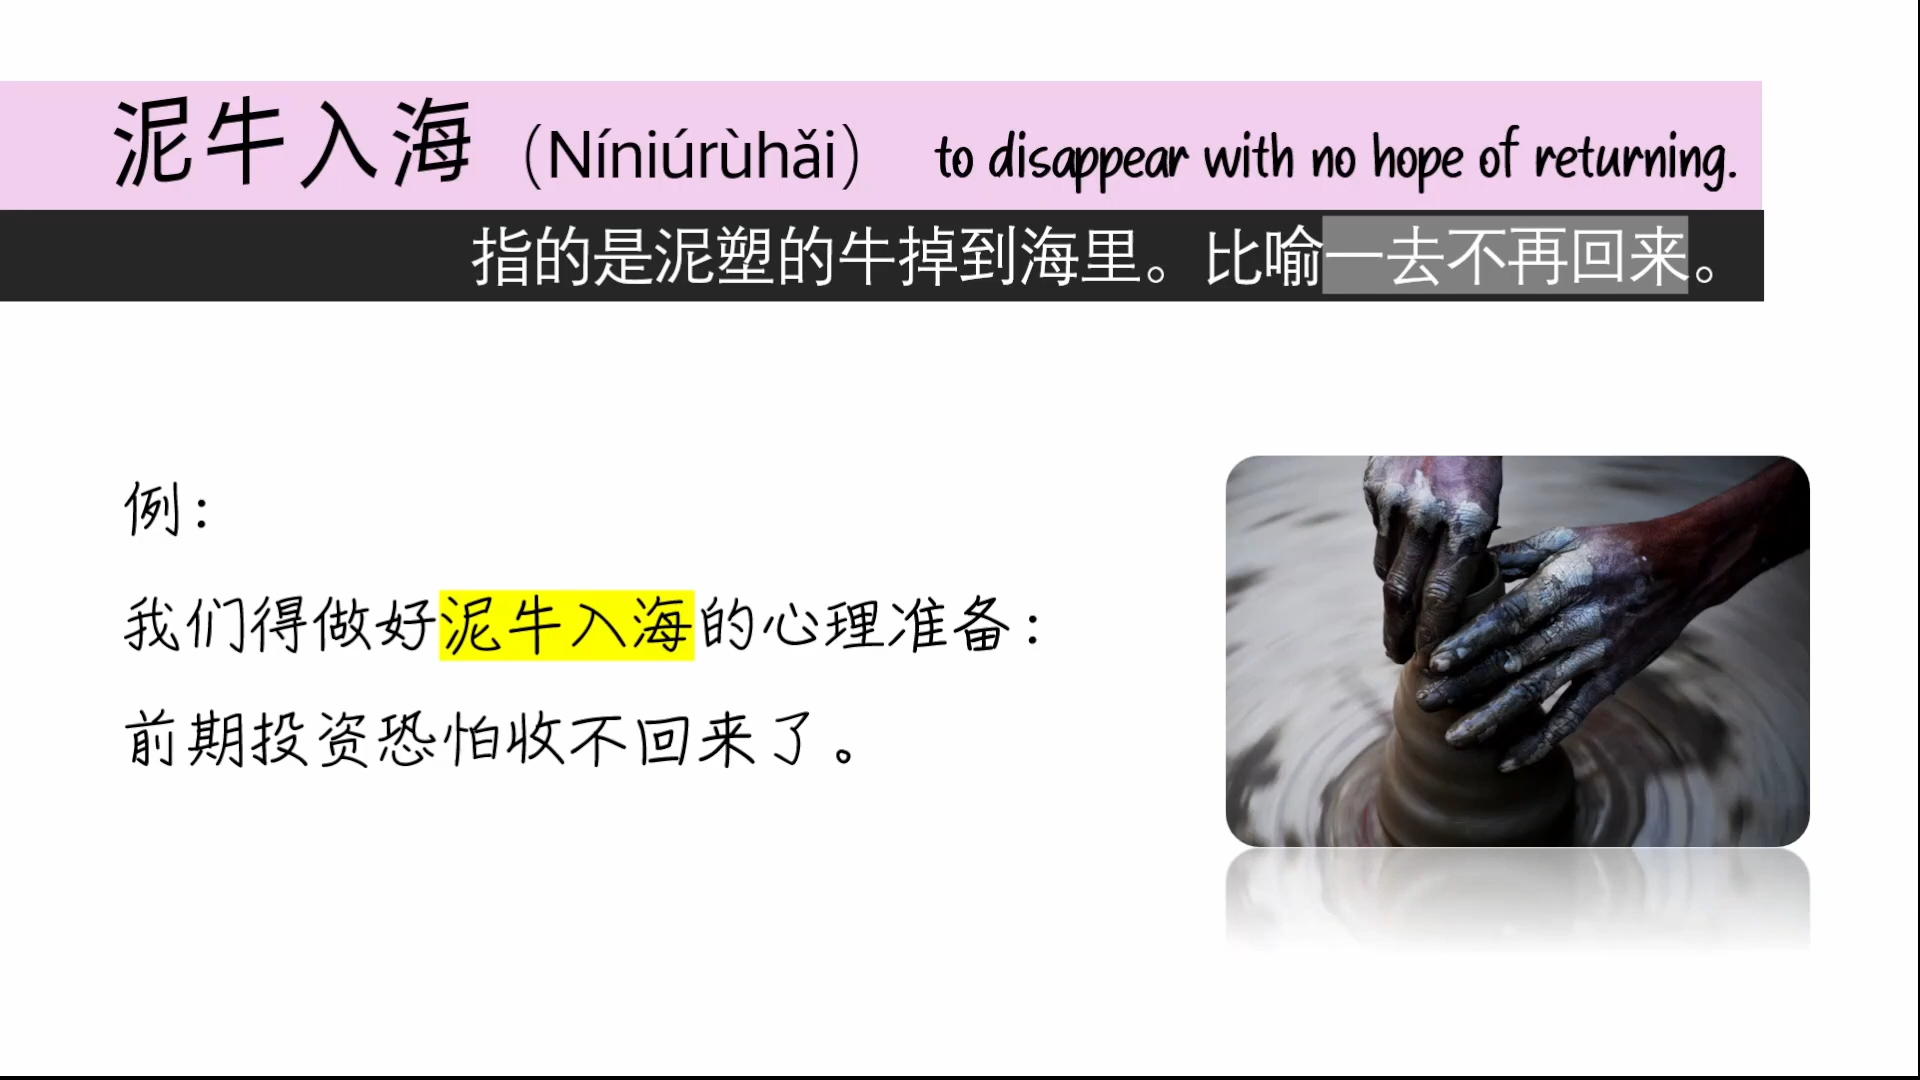 泥牛入海（Níniúrùhǎi） to disappear with no hope of returning.
指的是泥塑的牛掉到海里。比喻一去不再回来。
例：
我们得做好泥牛入海的心理准备：
前期投资恐怕收不回来了。